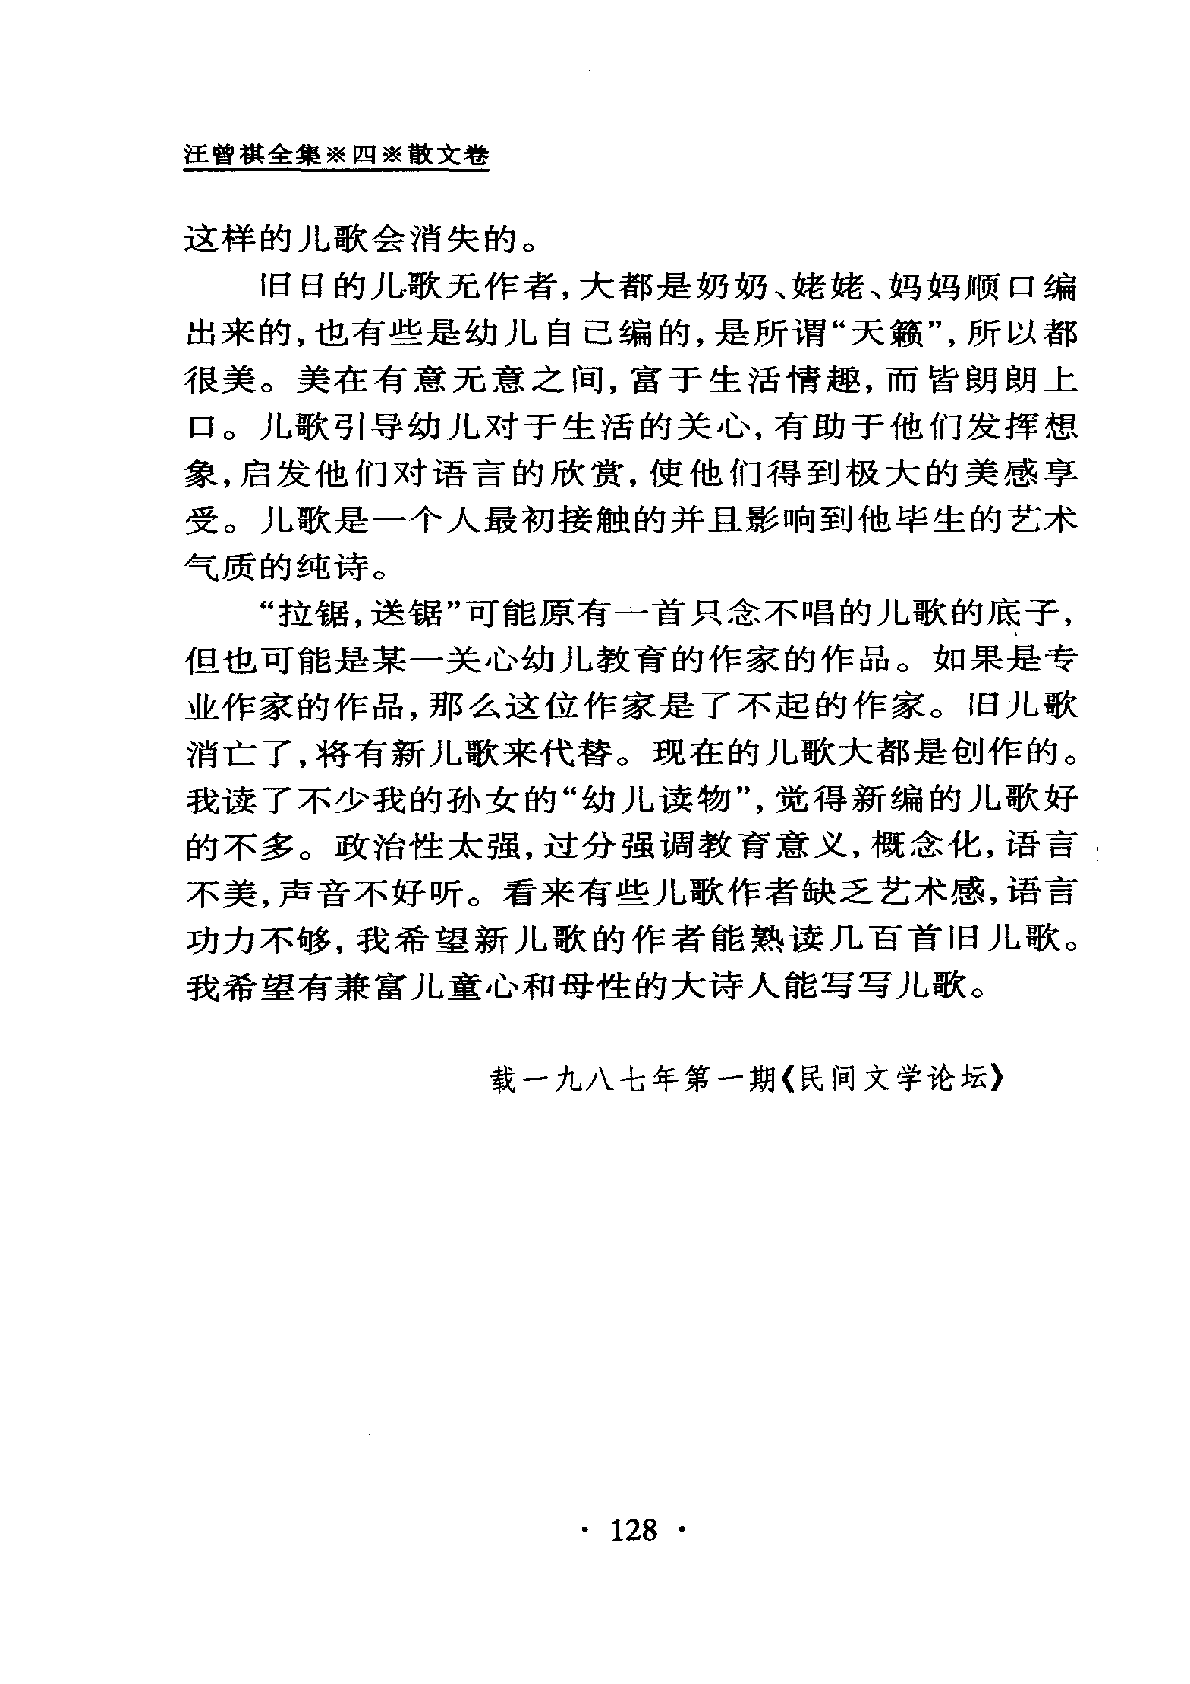 汪曾祺全集※四※散文卷
这样的儿歌会消失的。
旧日的儿歌无作者,大都是奶奶、姥姥、妈妈顺口编
出来的,也有些是幼儿自己编的,是所谓“天籁”,所以都
很美。美在有意无意之间,富于生活情趣,而皆朗朗上
口。儿歌引导幼儿对于生活的关心,有助于他们发挥想
象,启发他们对语言的欣赏,使他们得到极大的美感享
受。儿歌是一个人最初接触的并且影响到他毕生的艺术
气质的纯诗。
“拉锯,送锯”可能原有一首只念不唱的儿歌的底子,
但也可能是某一关心幼儿教育的作家的作品。如果是专
业作家的作品,那么这位作家是了不起的作家。旧儿歌
消亡了,将有新儿歌来代替。现在的儿歌大都是创作的。
我读了不少我的孙女的“幼儿读物”,觉得新编的儿歌好
的不多。政治性太强,过分强调教育意义,概念化,语言
不美,声音不好听。看来有些儿歌作者缺乏艺术感,语言
功力不够,我希望新儿歌的作者能熟读几百首旧儿歌。
我希望有兼富儿童心和母性的大诗人能写写儿歌。
载一九八七年第一期《民间文学论坛》
· 128 ·